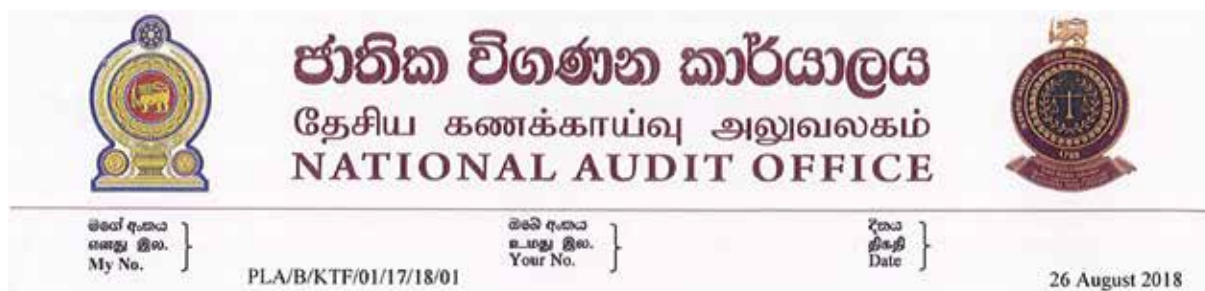 ජාතික විගණන කාර්යාලය
தேசிய கணக்காய்வு அலுவலகம்
NATIONAL AUDIT OFFICE
මගේ අංකය
எனது இல.
My No.
PLA/B/KTF/01/17/18/01
ඔබේ අංකය
உமது இல.
Your No.
දිනය
திகதி
Date
26 August 2018
1799